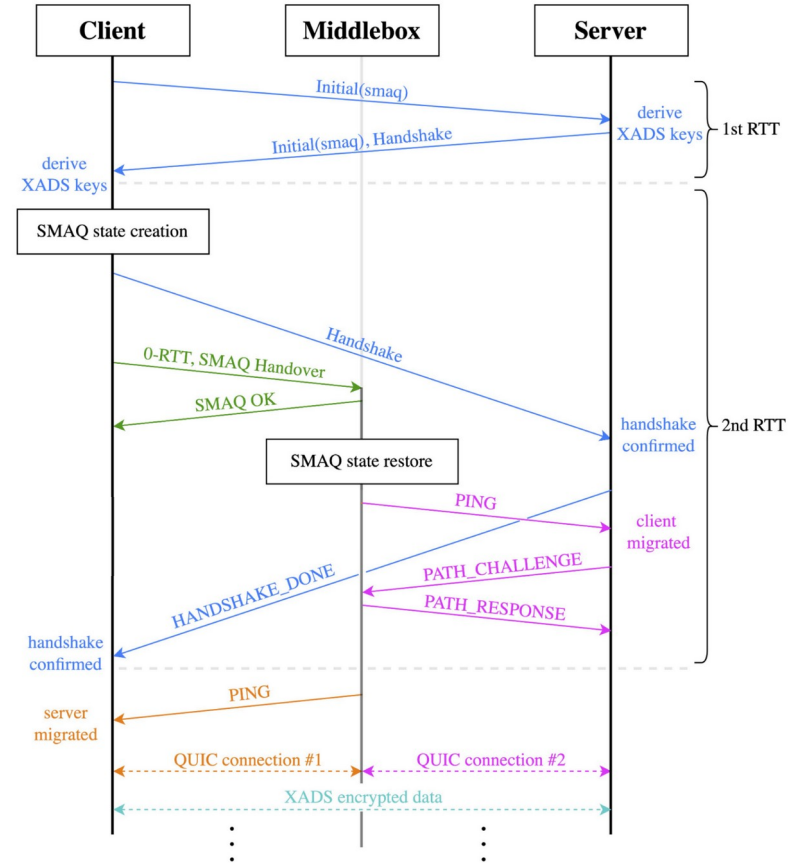 Client
Middlebox
Server
Initial(smaq)
derive
XADS keys
1st RTT
Initial(smaq), Handshake
derive
XADS keys
SMAQ state creation
Handshake
0-RTT, SMAQ Handover
SMAQ OK
handshake
confirmed
2nd RTT
SMAQ state restore
PING
client
migrated
PATH_CHALLENGE
HANDSHAKE_DONE
PATH_RESPONSE
handshake
confirmed
PING
server
migrated
QUIC connection #1
QUIC connection #2
XADS encrypted data